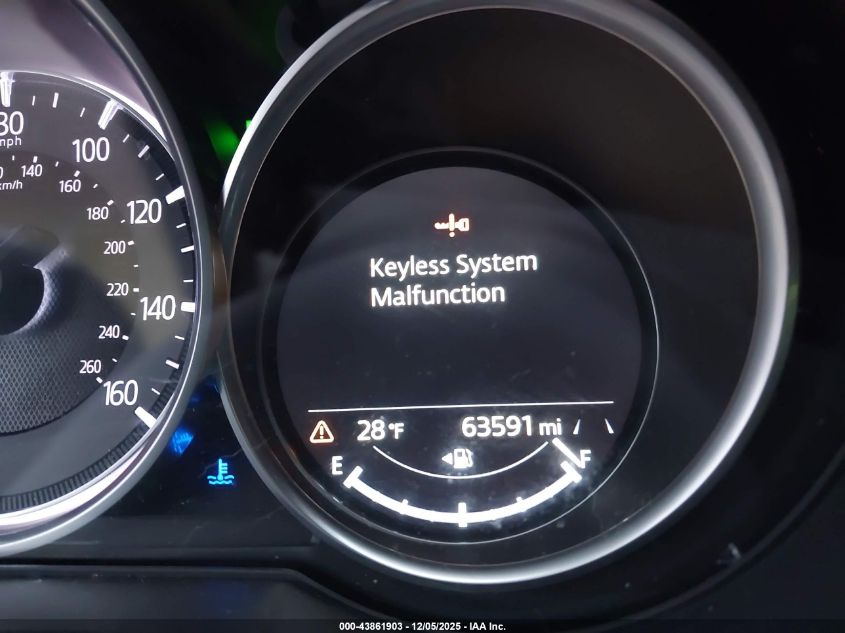 80
mph
100
120
140
160
km/h
140
160
180
200
220
240
260
Keyless System
Malfunction
28°F
63591 mi
E
F
000-43861903 - 12/05/2025 - IAA Inc.